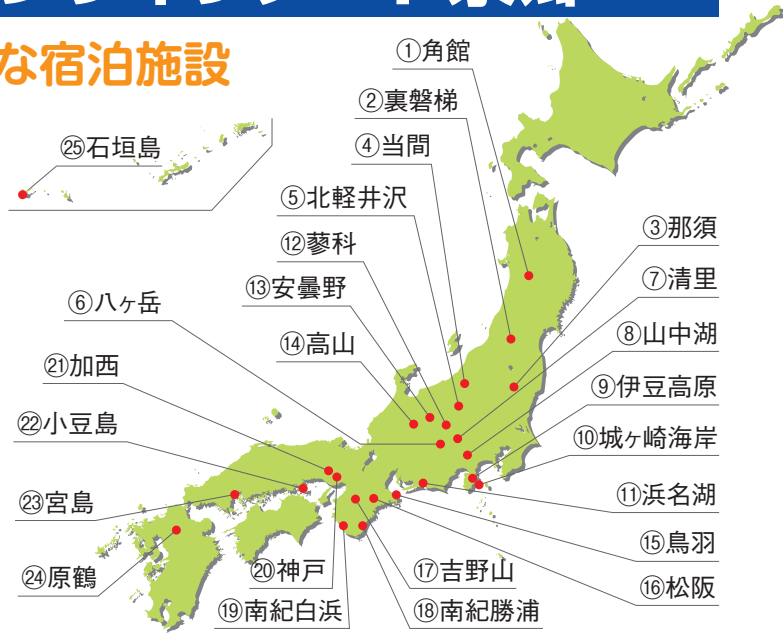 な宿泊施設
①角館
②裏磐梯
④当間
㉕石垣島
⑤北軽井沢
③那須
⑫蓼科
⑦清里
⑬安曇野
⑥八ヶ岳
⑧山中湖
⑭高山
㉑加西
⑨伊豆高原
㉒小豆島
⑩城ヶ崎海岸
⑪浜名湖
㉓宮島
⑮鳥羽
㉔原鶴
⑳神戸
⑰吉野山
⑯松阪
⑲南紀白浜
⑱南紀勝浦